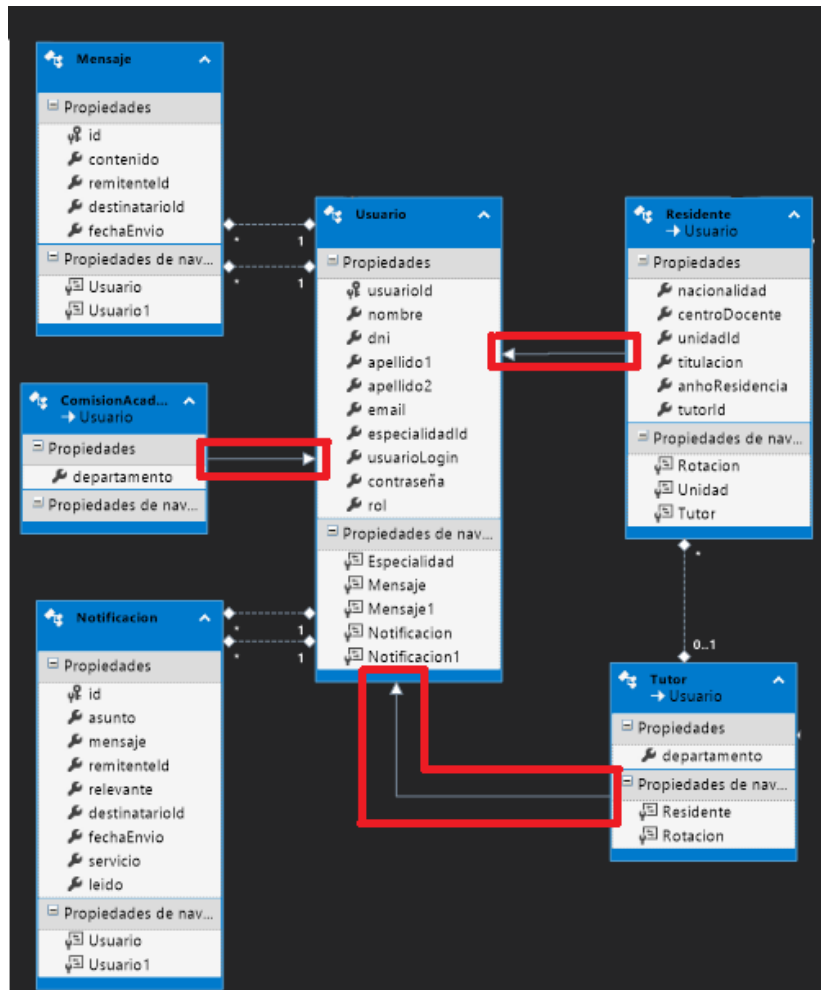 Mensaje
Propiedades
id
contenido
remitenteId
destinatarioId
fechaEnvio
Propiedades de nav...
Usuario
Usuario1
* 1
* 1
ComisionAcad...
Usuario
Propiedades
departamento
Propiedades de nav...
Notificacion
Propiedades
id
asunto
mensaje
remitenteId
relevante
destinatarioId
fechaEnvio
servicio
leido
Propiedades de nav...
Usuario
Usuario1
* 1
* 1
Usuario
Propiedades
usuarioId
nombre
dni
apellido1
apellido2
email
especialidadId
usuarioLogin
contraseña
rol
Propiedades de nav...
Especialidad
Mensaje
Mensaje1
Notificacion
Notificacion1
Residente
Usuario
Propiedades
nacionalidad
centroDocente
unidadId
titulacion
anhoResidencia
tutorId
Propiedades de nav...
Rotacion
Unidad
Tutor
*
0..1
Tutor
Usuario
Propiedades
departamento
Propiedades de nav...
Residente
Rotacion